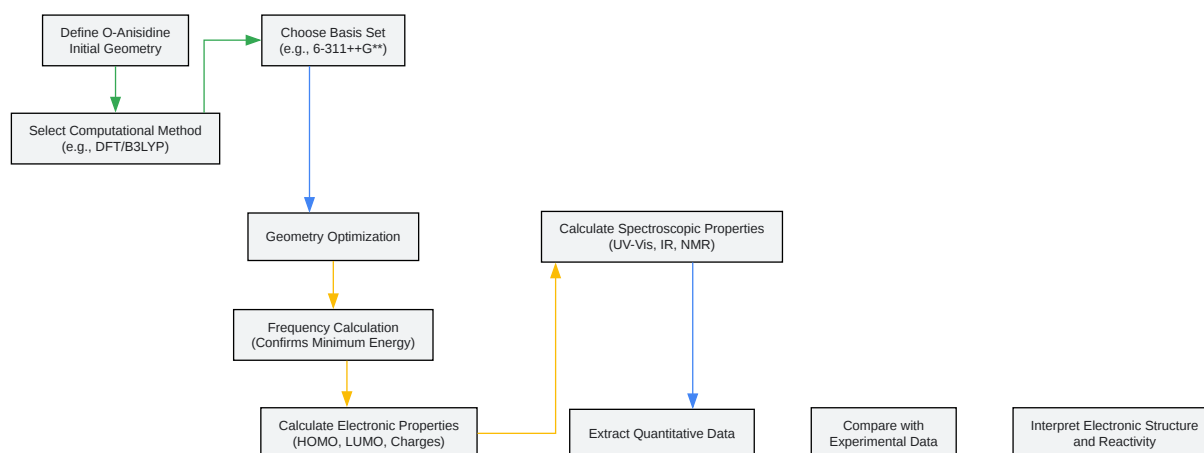 Define O-Anisidine
Initial Geometry
Choose Basis Set
(e.g., 6-311++G**)
Select Computational Method
(e.g., DFT/B3LYP)
Geometry Optimization
Calculate Spectroscopic Properties
(UV-Vis, IR, NMR)
Frequency Calculation
(Confirms Minimum Energy)
Calculate Electronic Properties
(HOMO, LUMO, Charges)
Extract Quantitative Data
Compare with
Experimental Data
Interpret Electronic Structure
and Reactivity